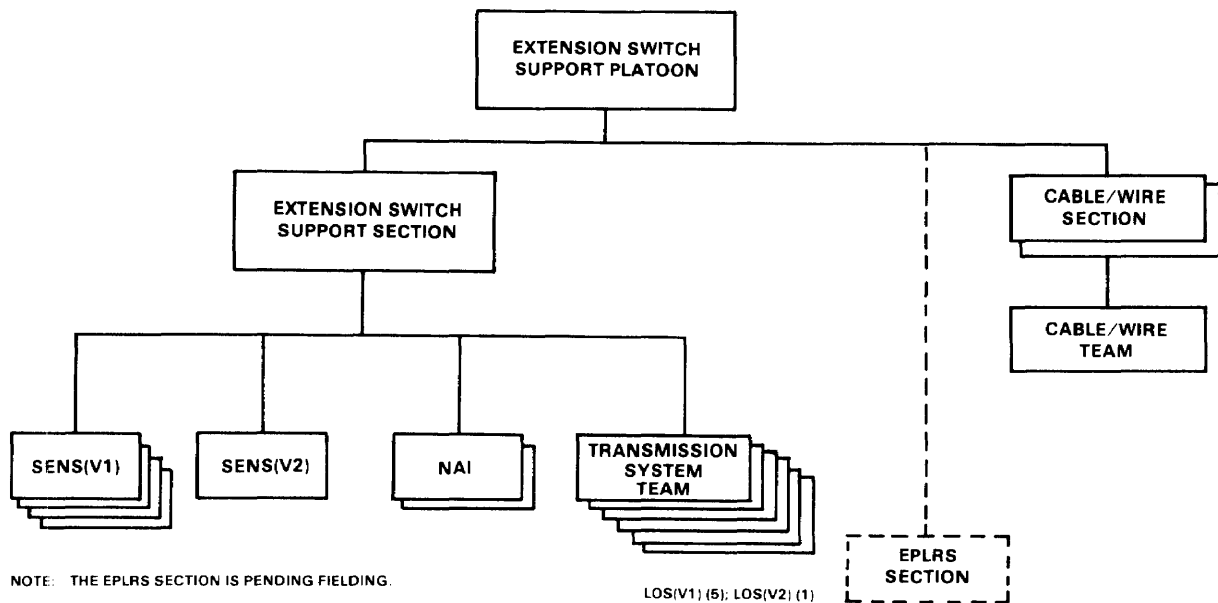 EXTENSION SWITCH
SUPPORT PLATOON
EXTENSION SWITCH
SUPPORT SECTION
CABLE/WIRE
SECTION
CABLE/WIRE
TEAM
SENS(V1)
SENS(V2)
NAI
TRANSMISSION
SYSTEM
TEAM
EPLRS
SECTION
NOTE: THE EPLRS SECTION IS PENDING FIELDING.
LOS(V1) (5); LOS(V2) (1)